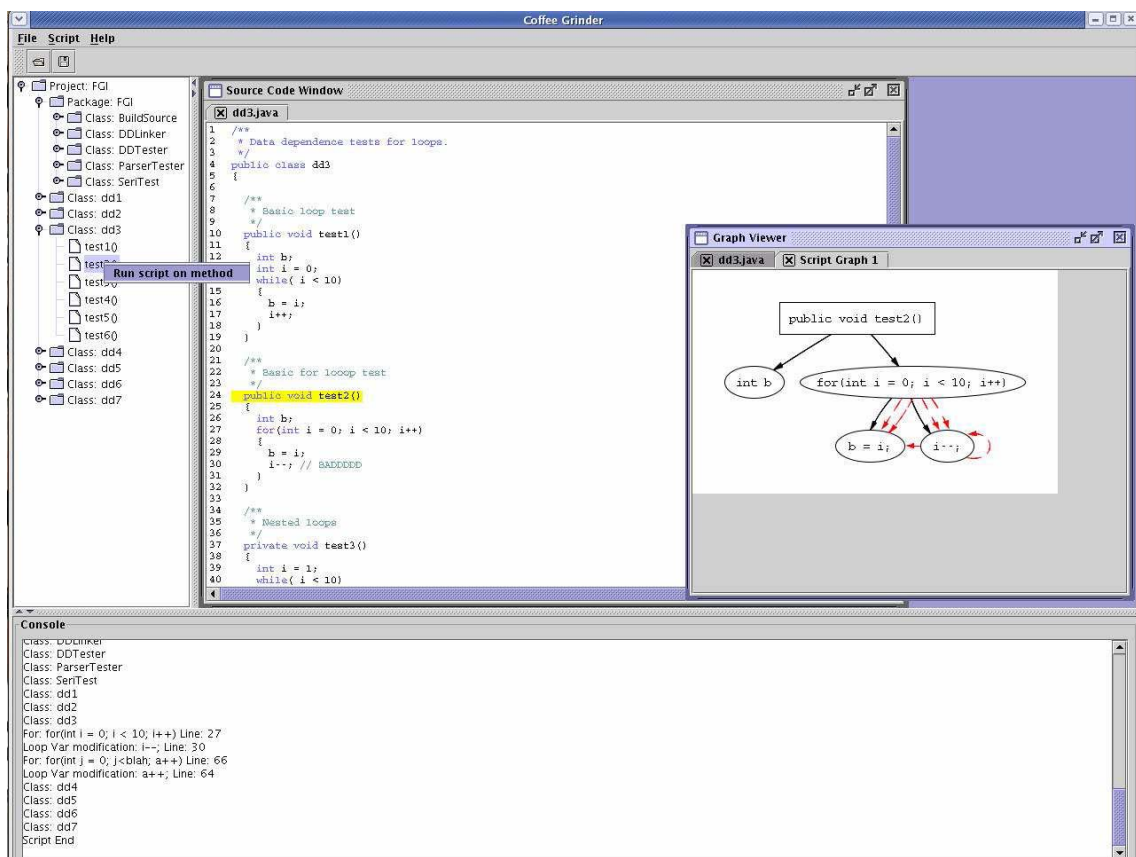 Coffee Grinder
File Script Help
Project: FGI
Package: FGI
Class: BuildSource
Class: DDLinker
Class: DDTester
Class: ParserTester
Class: SeriTest
Class: dd1
Class: dd2
Class: dd3
test1()
Run script on method
test4()
test5()
test6()
Class: dd4
Class: dd5
Class: dd6
Class: dd7
Source Code Window
dd3.java
1 /**
2 * Data dependence tests for loops.
3 */
4 public class dd3
5 {
6
7 /**
8 * Basic loop test
9 */
10 public void test1()
11 {
12 int b;
int i = 0;
while( i < 10)
15 {
16 b = i;
17 i++;
18 }
19 }
20
21 /**
22 * Basic for looop test
23 */
24 public void test2()
25 {
26 int b;
27 for(int i = 0; i < 10; i++)
28 {
29 b = i;
30 i--; // BADDDDD
31 }
32 }
33
34 /**
35 * Nested loops
36 */
37 private void test3()
38 {
39 int i = 1;
40 while( i < 10)
Graph Viewer
dd3.java Script Graph 1
public void test2()
int b for(int i = 0; i < 10; i++)
b = i; i--;
Console
Class: DDLinker
Class: DDTester
Class: ParserTester
Class: SeriTest
Class: dd1
Class: dd2
Class: dd3
For: for(int i = 0; i < 10; i++) Line: 27
Loop Var modification: i--; Line: 30
For: for(int j = 0; j<blah; a++) Line: 66
Loop Var modification: a++; Line: 64
Class: dd4
Class: dd5
Class: dd6
Class: dd7
Script End